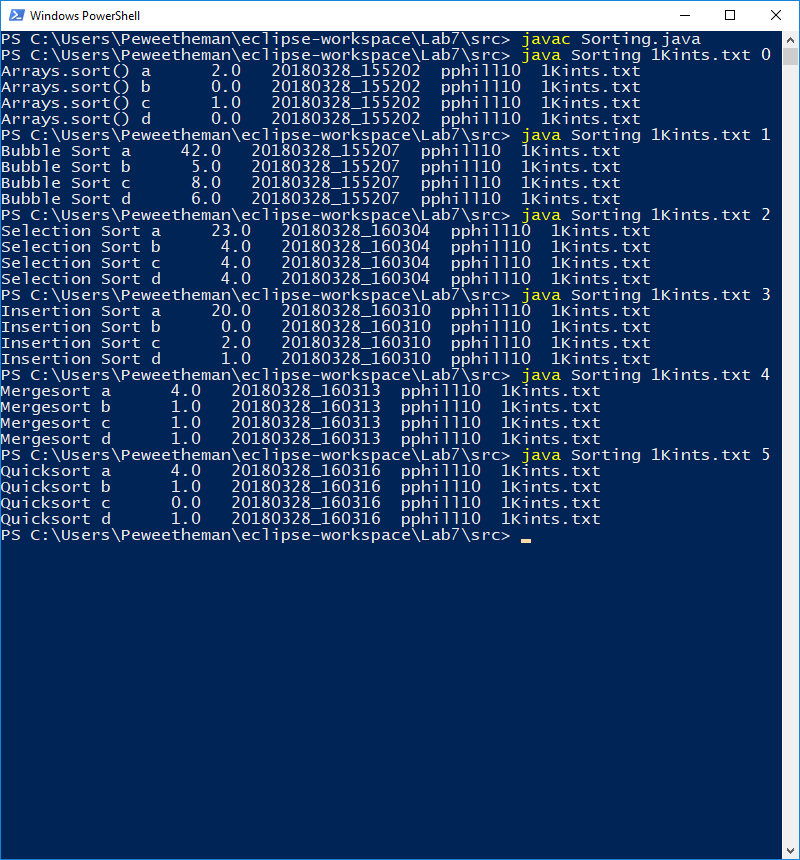 Windows PowerShell
PS C:\Users\Peweetheman\eclipse-workspace\Lab7\src> javac Sorting.java
PS C:\Users\Peweetheman\eclipse-workspace\Lab7\src> java Sorting 1Kints.txt 0
Arrays.sort() a      2.0   20180328_155202  pphill10  1Kints.txt
Arrays.sort() b      0.0   20180328_155202  pphill10  1Kints.txt
Arrays.sort() c      1.0   20180328_155202  pphill10  1Kints.txt
Arrays.sort() d      0.0   20180328_155202  pphill10  1Kints.txt
PS C:\Users\Peweetheman\eclipse-workspace\Lab7\src> java Sorting 1Kints.txt 1
Bubble Sort a     42.0   20180328_155207  pphill10  1Kints.txt
Bubble Sort b      5.0   20180328_155207  pphill10  1Kints.txt
Bubble Sort c      8.0   20180328_155207  pphill10  1Kints.txt
Bubble Sort d      6.0   20180328_155207  pphill10  1Kints.txt
PS C:\Users\Peweetheman\eclipse-workspace\Lab7\src> java Sorting 1Kints.txt 2
Selection Sort a     23.0   20180328_160304  pphill10  1Kints.txt
Selection Sort b      4.0   20180328_160304  pphill10  1Kints.txt
Selection Sort c      4.0   20180328_160304  pphill10  1Kints.txt
Selection Sort d      4.0   20180328_160304  pphill10  1Kints.txt
PS C:\Users\Peweetheman\eclipse-workspace\Lab7\src> java Sorting 1Kints.txt 3
Insertion Sort a     20.0   20180328_160310  pphill10  1Kints.txt
Insertion Sort b      0.0   20180328_160310  pphill10  1Kints.txt
Insertion Sort c      2.0   20180328_160310  pphill10  1Kints.txt
Insertion Sort d      1.0   20180328_160310  pphill10  1Kints.txt
PS C:\Users\Peweetheman\eclipse-workspace\Lab7\src> java Sorting 1Kints.txt 4
Mergesort a      4.0   20180328_160313  pphill10  1Kints.txt
Mergesort b      1.0   20180328_160313  pphill10  1Kints.txt
Mergesort c      1.0   20180328_160313  pphill10  1Kints.txt
Mergesort d      1.0   20180328_160313  pphill10  1Kints.txt
PS C:\Users\Peweetheman\eclipse-workspace\Lab7\src> java Sorting 1Kints.txt 5
Quicksort a      4.0   20180328_160316  pphill10  1Kints.txt
Quicksort b      1.0   20180328_160316  pphill10  1Kints.txt
Quicksort c      0.0   20180328_160316  pphill10  1Kints.txt
Quicksort d      1.0   20180328_160316  pphill10  1Kints.txt
PS C:\Users\Peweetheman\eclipse-workspace\Lab7\src> _